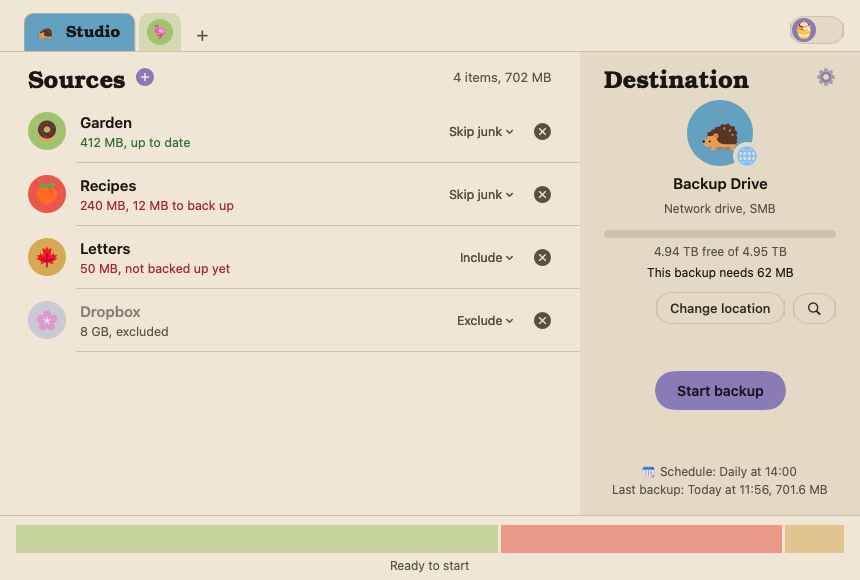 Studio
+
Sources
4 items, 702 MB
Garden
412 MB, up to date
Skip junk
Recipes
240 MB, 12 MB to back up
Skip junk
Letters
50 MB, not backed up yet
Include
Dropbox
8 GB, excluded
Exclude
Destination
Backup Drive
Network drive, SMB
4.94 TB free of 4.95 TB
This backup needs 62 MB
Change location
Start backup
Schedule: Daily at 14:00
Last backup: Today at 11:56, 701.6 MB
Ready to start